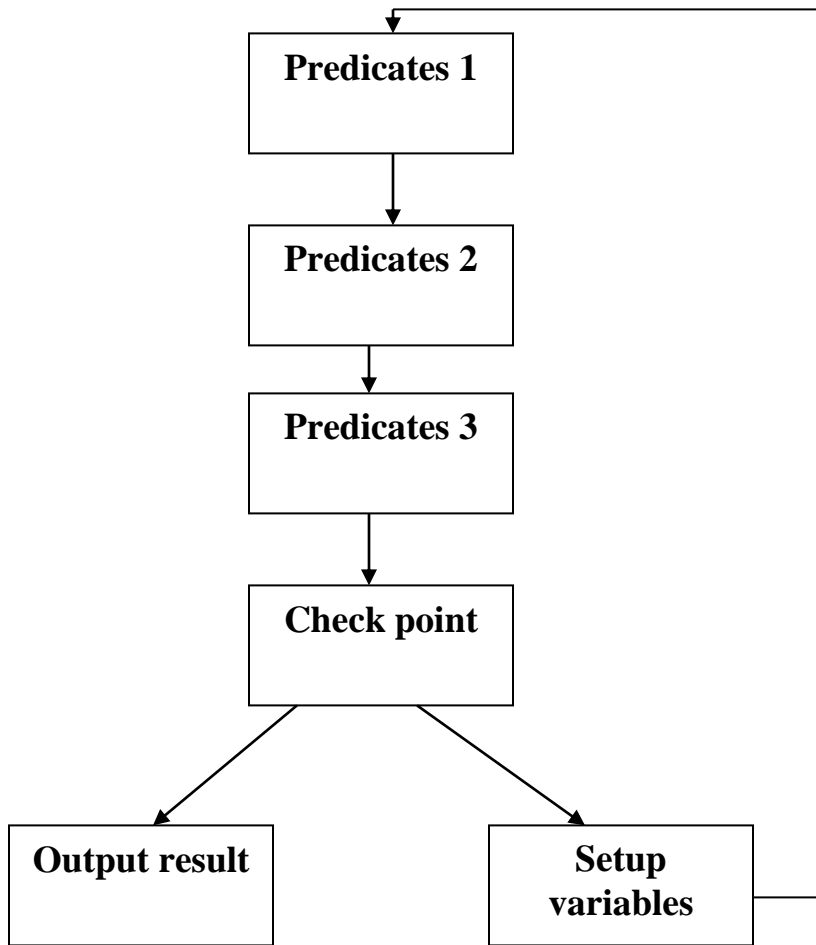 Predicates 1
Predicates 2
Predicates 3
Check point
Output result
Setup
variables